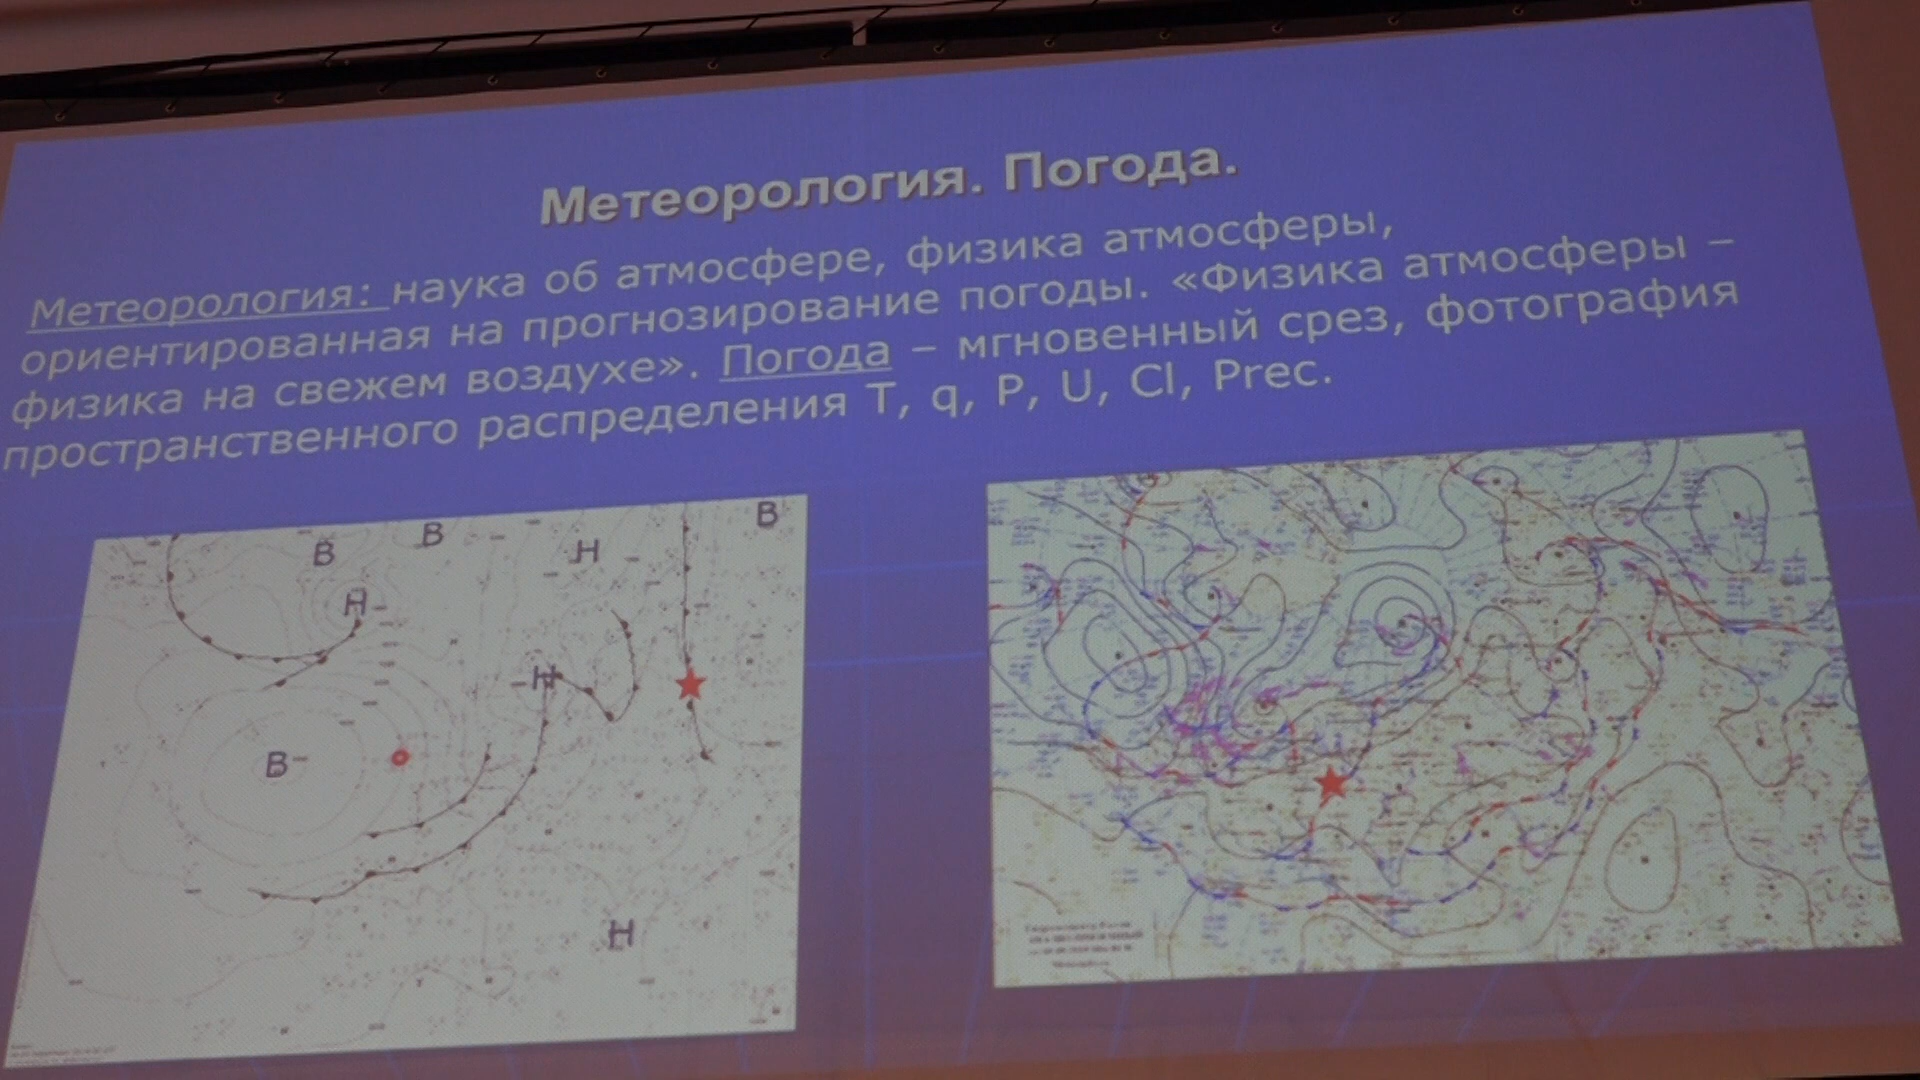 Метеорология. Погода.
Метеорология: наука об атмосфере, физика атмосферы,
ориентированная на прогнозирование погоды. «Физика атмосферы –
физика на свежем воздухе». Погода – мгновенный срез, фотография
пространственного распределения T, q, P, U, Cl, Prec.
В
В
В
Н
Н
Н
В
Н